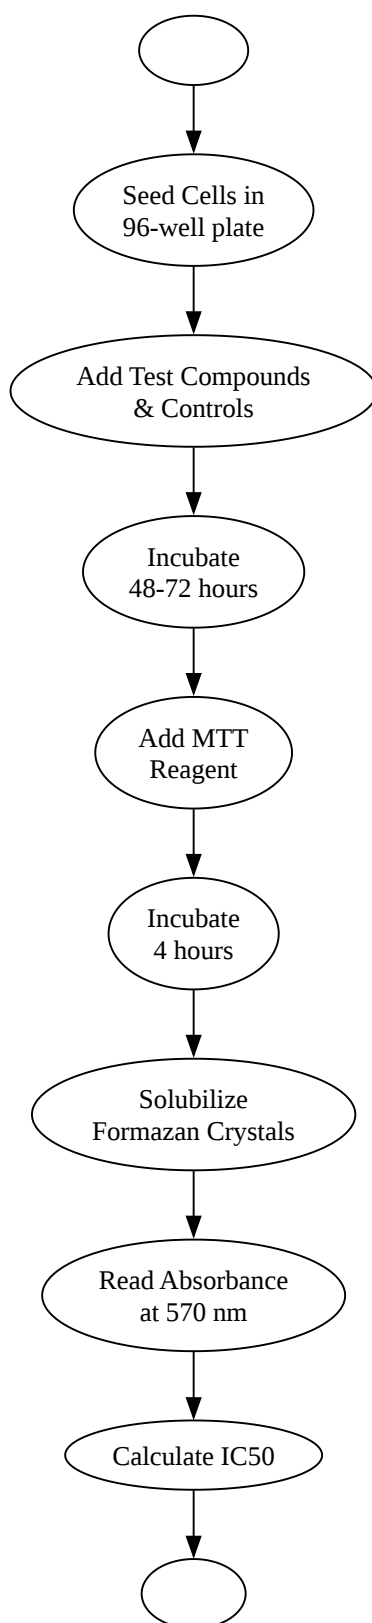 Seed Cells in
96-well plate
Add Test Compounds
& Controls
Incubate
48-72 hours
Add MTT
Reagent
Incubate
4 hours
Solubilize
Formazan Crystals
Read Absorbance
at 570 nm
Calculate IC50